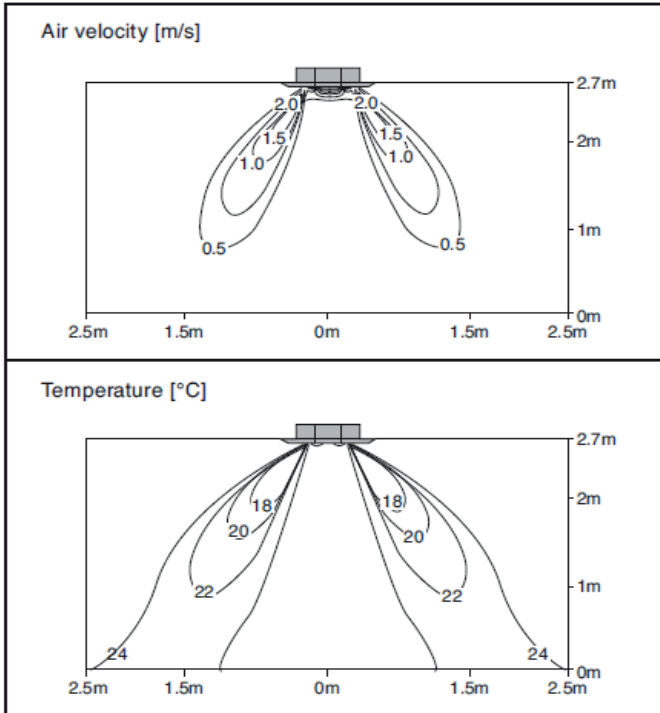 Air velocity [m/s]
2.7m
2.0 2.0
2m
1.5 1.5
1.0 1.0
1m
0.5 0.5
0m
2.5m 1.5m 0m 1.5m 2.5m
Temperature [°C]
2.7m
2m
18 18
20 20
1m
22 22
24 24
0m
2.5m 1.5m 0m 1.5m 2.5m